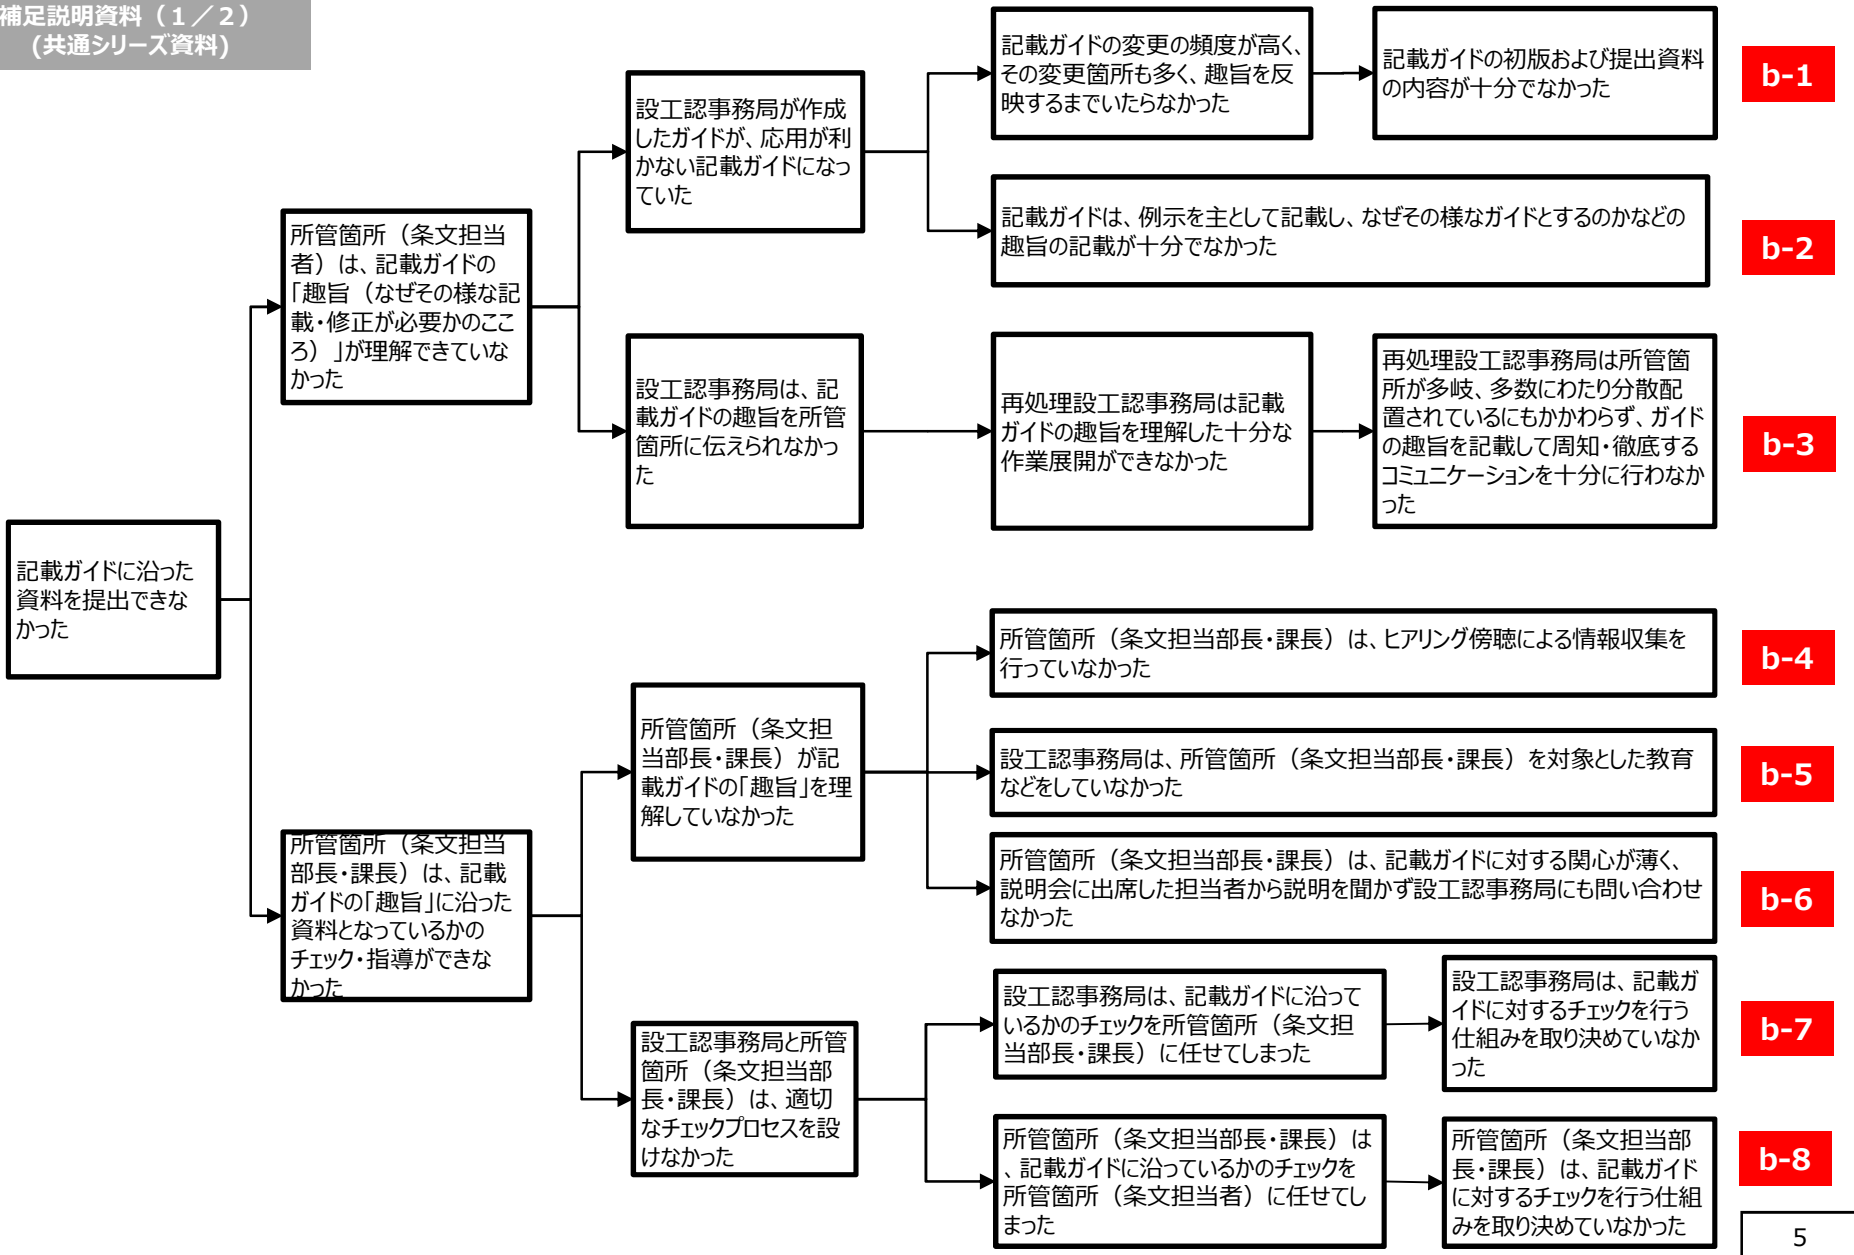 補足説明資料（１／２）
(共通シリーズ資料)
記載ガイドに沿った
資料を提出できな
かった
所管箇所（条文担当
者）は、記載ガイドの
「趣旨（なぜその様な記
載・修正が必要かのここ
ろ）」が理解できていな
かった
設工認事務局が作成
したガイドが、応用が利
かない記載ガイドになっ
ていた
記載ガイドの変更の頻度が高く、
その変更箇所も多く、趣旨を反
映するまでいたらなかった
記載ガイドの初版および提出資料
の内容が十分でなかった
b-1
記載ガイドは、例示を主として記載し、なぜその様なガイドとするのかなどの
趣旨の記載が十分でなかった
b-2
設工認事務局は、記
載ガイドの趣旨を所管
箇所に伝えられなかっ
た
再処理設工認事務局は記載
ガイドの趣旨を理解した十分な
作業展開ができなかった
再処理設工認事務局は所管箇
所が多岐、多数にわたり分散配
置されているにもかかわらず、ガイド
の趣旨を記載して周知・徹底する
コミュニケーションを十分に行わなか
った
b-3
所管箇所（条文担当
部長・課長）は、記載
ガイドの「趣旨」に沿った
資料となっているかの
チェック・指導ができな
かった
所管箇所（条文担
当部長・課長）が記
載ガイドの「趣旨」を理
解していなかった
所管箇所（条文担当部長・課長）は、ヒアリング傍聴による情報収集を
行っていなかった
b-4
設工認事務局は、所管箇所（条文担当部長・課長）を対象とした教育
などをしていなかった
b-5
所管箇所（条文担当部長・課長）は、記載ガイドに対する関心が薄く、
説明会に出席した担当者から説明を聞かず設工認事務局にも問い合わせ
なかった
b-6
設工認事務局と所管
箇所（条文担当部
長・課長）は、適切
なチェックプロセスを設
けなかった
設工認事務局は、記載ガイドに沿って
いるかのチェックを所管箇所（条文担
当部長・課長）に任せてしまった
設工認事務局は、記載ガ
イドに対するチェックを行う
仕組みを取り決めていなか
った
b-7
所管箇所（条文担当部長・課長）は
、記載ガイドに沿っているかのチェックを
所管箇所（条文担当者）に任せてし
まった
所管箇所（条文担当部
長・課長）は、記載ガイド
に対するチェックを行う仕組
みを取り決めていなかった
b-8
5